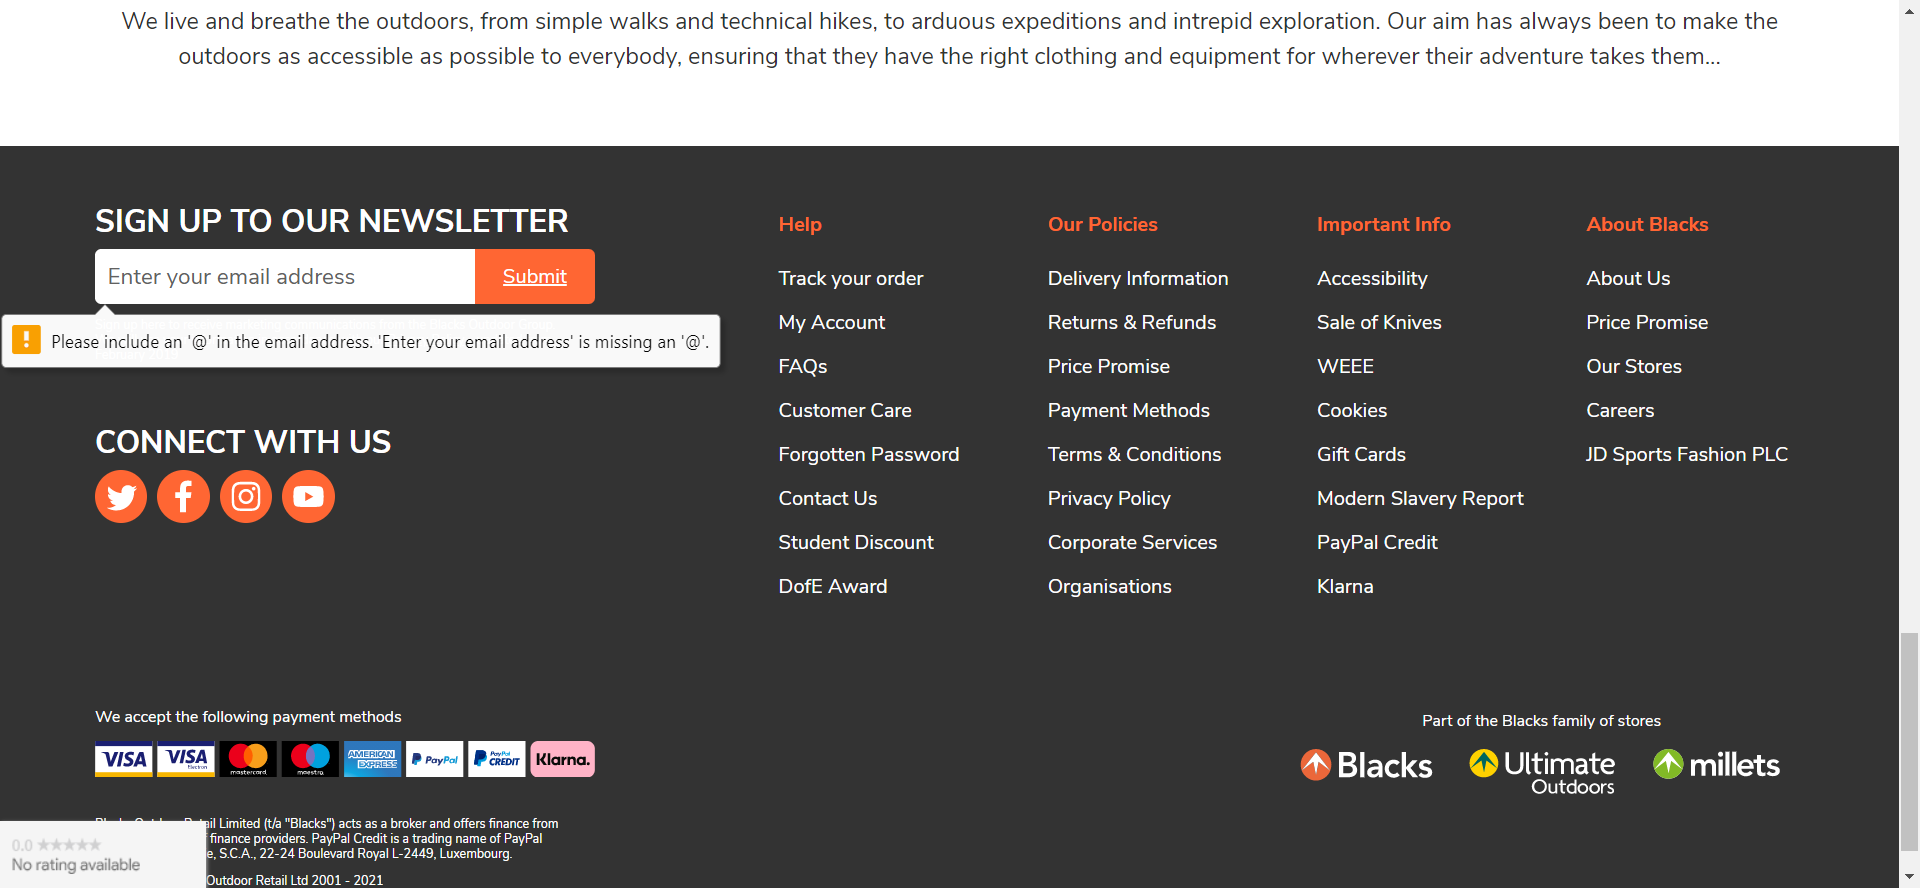 We live and breathe the outdoors, from simple walks and technical hikes, to arduous expeditions and intrepid exploration. Our aim has always been to make the
outdoors as accessible as possible to everybody, ensuring that they have the right clothing and equipment for wherever their adventure takes them...
SIGN UP TO OUR NEWSLETTER
Enter your email address
Submit
Please include an '@' in the email address. 'Enter your email address' is missing an '@'.
CONNECT WITH US
Help
Track your order
My Account
FAQs
Customer Care
Forgotten Password
Contact Us
Student Discount
DofE Award
Our Policies
Delivery Information
Returns & Refunds
Price Promise
Payment Methods
Terms & Conditions
Privacy Policy
Corporate Services
Organisations
Important Info
Accessibility
Sale of Knives
WEEE
Cookies
Gift Cards
Modern Slavery Report
PayPal Credit
Klarna
About Blacks
About Us
Price Promise
Our Stores
Careers
JD Sports Fashion PLC
We accept the following payment methods
VISA
VISA Electron
mastercard
maestro
AMERICAN EXPRESS
PayPal
PayPal CREDIT
Klarna.
Part of the Blacks family of stores
Blacks
Ultimate Outdoors
millets
Limited (t/a "Blacks") acts as a broker and offers finance from
finance providers. PayPal Credit is a trading name of PayPal
S.C.A., 22-24 Boulevard Royal L-2449, Luxembourg.
Outdoor Retail Ltd 2001 - 2021
0.0 ★★★★★
No rating available